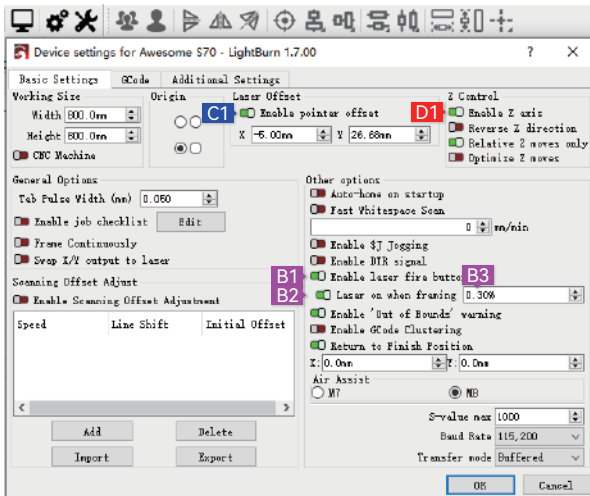 Device settings for Awesome S70 - LightBurn 1.7.00
? ×
Basic Settings GCode Additional Settings
Working Size Origin Laser Offset Z Control
Width 800.0mm
Height 800.0mm
CNC Machine
C1 Enable pointer offset
X -5.00mm Y 26.68mm
D1 Enable Z axis
Reverse Z direction
Relative Z moves only
Optimize Z moves
General Options
Tab Pulse Width (mm) 0.050
Enable job checklist Edit
Frame Continuously
Swap X/Y output to laser
Scanning Offset Adjust
Enable Scanning Offset Adjustment
Speed Line Shift Initial Offset
Add Delete
Import Export
Other options
Auto-home on startup
Fast Whitespace Scan
0 mm/min
Enable $J Jogging
Enable DTR signal
B1 Enable laser fire button B3
B2 Laser on when framing 0.30%
Enable 'Out of Bounds' warning
Enable GCode Clustering
Return to Finish Position
X: 0.0mm Y: 0.0mm
Air Assist
M7 M8
S-value max 1000
Baud Rate 115,200
Transfer mode Buffered
OK Cancel